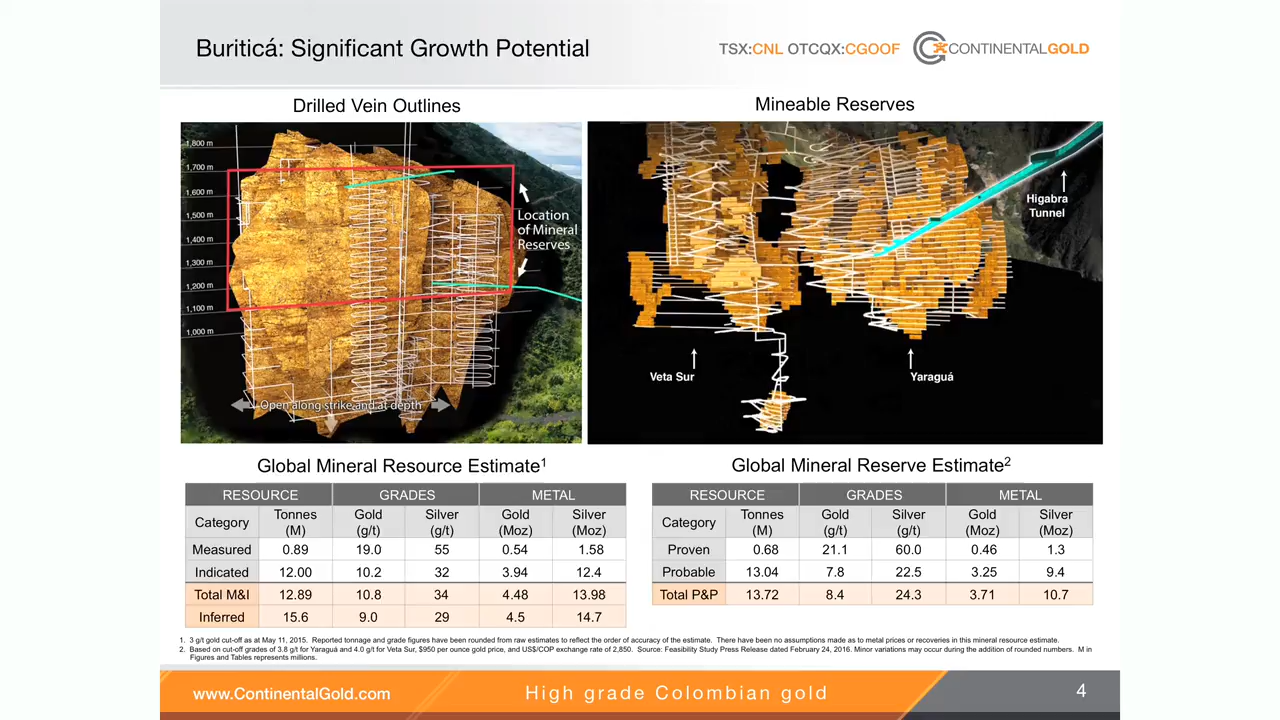 Buriticá: Significant Growth Potential
TSX:CNL OTCQX:CGOOF
CONTINENTALGOLD
Drilled Vein Outlines
1,800 m
1,700 m
1,600 m
1,500 m
1,400 m
1,300 m
1,200 m
1,100 m
1,000 m
Location
of Mineral
Reserves
Open along strike and at depth
Mineable Reserves
Higabra
Tunnel
Veta Sur
Yaraguá
Global Mineral Resource Estimate1
RESOURCE GRADES METAL
Category Tonnes (M) Gold (g/t) Silver (g/t) Gold (Moz) Silver (Moz)
Measured 0.89 19.0 55 0.54 1.58
Indicated 12.00 10.2 32 3.94 12.4
Total M&I 12.89 10.8 34 4.48 13.98
Inferred 15.6 9.0 29 4.5 14.7
Global Mineral Reserve Estimate2
RESOURCE GRADES METAL
Category Tonnes (M) Gold (g/t) Silver (g/t) Gold (Moz) Silver (Moz)
Proven 0.68 21.1 60.0 0.46 1.3
Probable 13.04 7.8 22.5 3.25 9.4
Total P&P 13.72 8.4 24.3 3.71 10.7
1. 3 g/t gold cut-off as at May 11, 2015. Reported tonnage and grade figures have been rounded from raw estimates to reflect the order of accuracy of the estimate. There have been no assumptions made as to metal prices or recoveries in this mineral resource estimate.
2. Based on cut-off grades of 3.8 g/t for Yaraguá and 4.0 g/t for Veta Sur, $950 per ounce gold price, and US$/COP exchange rate of 2,850. Source: Feasibility Study Press Release dated February 24, 2016. Minor variations may occur during the addition of rounded numbers. M in
Figures and Tables represents millions.
www.ContinentalGold.com
High grade Colombian gold
4